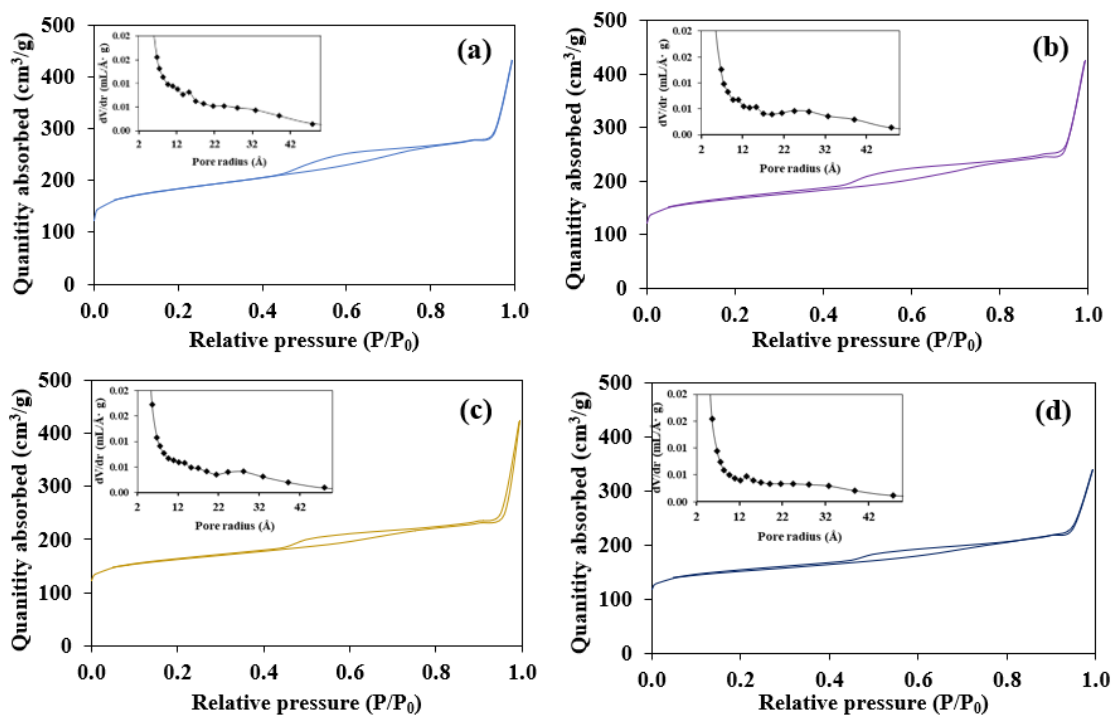 Quanitity absorbed (cm³/g)
500
400
300
200
100
0
0.0 0.2 0.4 0.6 0.8 1.0
Relative pressure (P/P₀)
(a)
dV/dr (mL/Å· g)
0.02
0.02
0.01
0.01
0.00
2 12 22 32 42
Pore radius (Å)
Quanitity absorbed (cm³/g)
500
400
300
200
100
0
0.0 0.2 0.4 0.6 0.8 1.0
Relative pressure (P/P₀)
(b)
dV/dr (mL/Å· g)
0.02
0.02
0.01
0.01
0.00
2 12 22 32 42
Pore radius (Å)
Quanitity absorbed (cm³/g)
500
400
300
200
100
0
0.0 0.2 0.4 0.6 0.8 1.0
Relative pressure (P/P₀)
(c)
dV/dr (mL/Å· g)
0.02
0.02
0.01
0.01
0.00
2 12 22 32 42
Pore radius (Å)
Quanitity absorbed (cm³/g)
500
400
300
200
100
0
0.0 0.2 0.4 0.6 0.8 1.0
Relative pressure (P/P₀)
(d)
dV/dr (mL/Å· g)
0.02
0.02
0.01
0.01
0.00
2 12 22 32 42
Pore radius (Å)